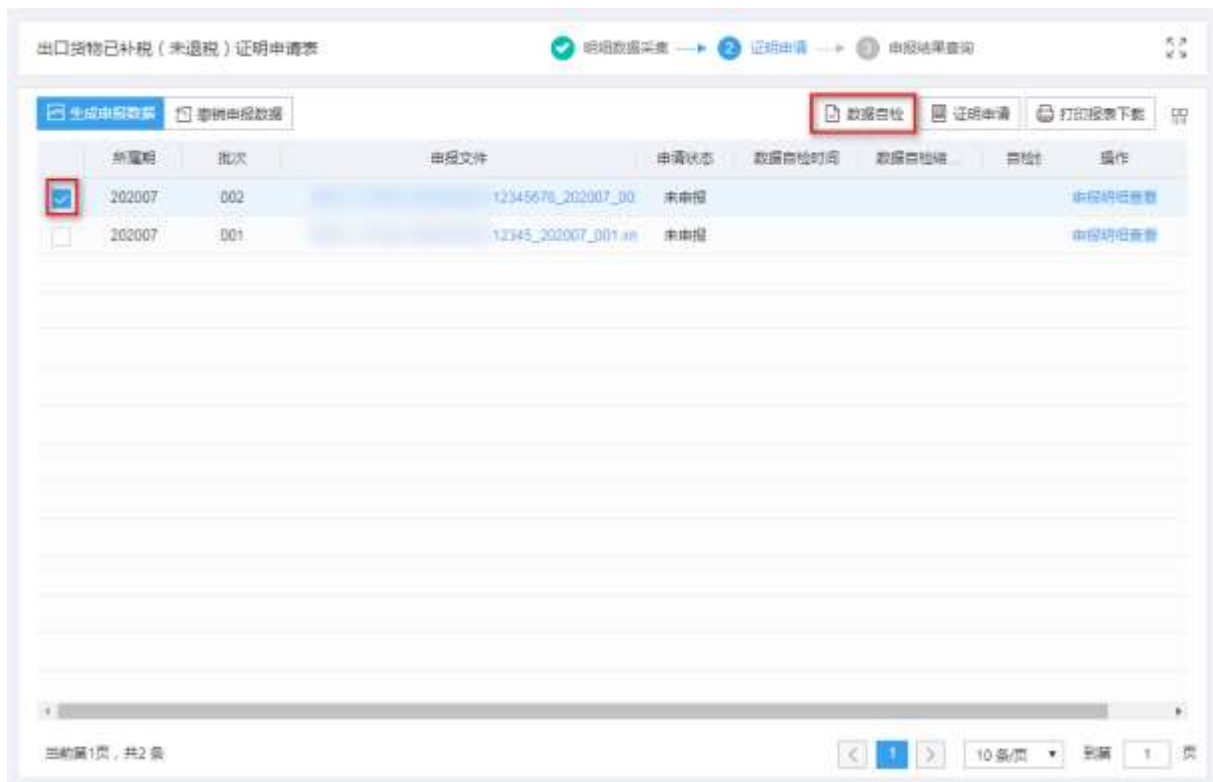 出口货物已补税（未退税）证明申请表 明细数据采集 2 证明申请 3 申报结果查询
生成申报数据 撤销申报数据 数据自检 证明申请 打印报表下载
所属期 批次 申报文件 申请状态 数据自检时间 数据自检结... 操作
202007 002 12345678_202007_00 未申报 申报明细查看
202007 001 12345_202007_001.xm 未申报 申报明细查看
当前第1页，共2条 < 1 > 10条/页 到第 1 页